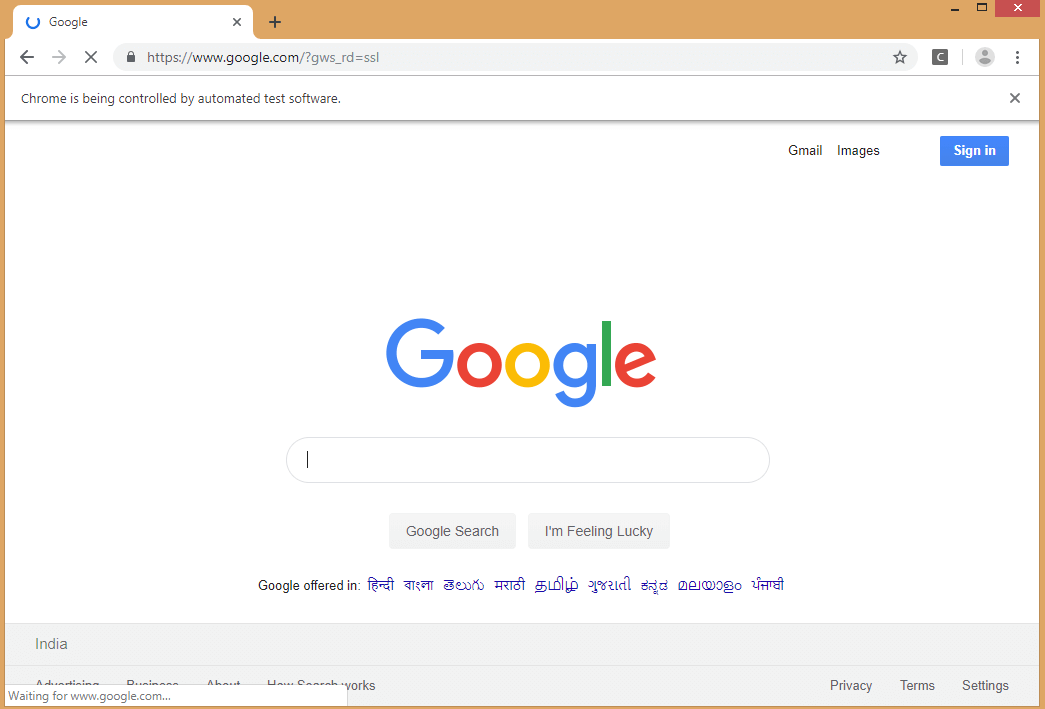 Google
https://www.google.com/?gws_rd=ssl
C
Chrome is being controlled by automated test software.
Gmail Images Sign in
Google
Google Search I'm Feeling Lucky
Google offered in: हिन्दी বাংলা తెలుగు मराठी தமிழ் ગુજરાતી ಕನ್ನಡ മലയാളം ਪੰਜਾਬੀ
India
Advertising Business About How Search works Privacy Terms Settings
Waiting for www.google.com...